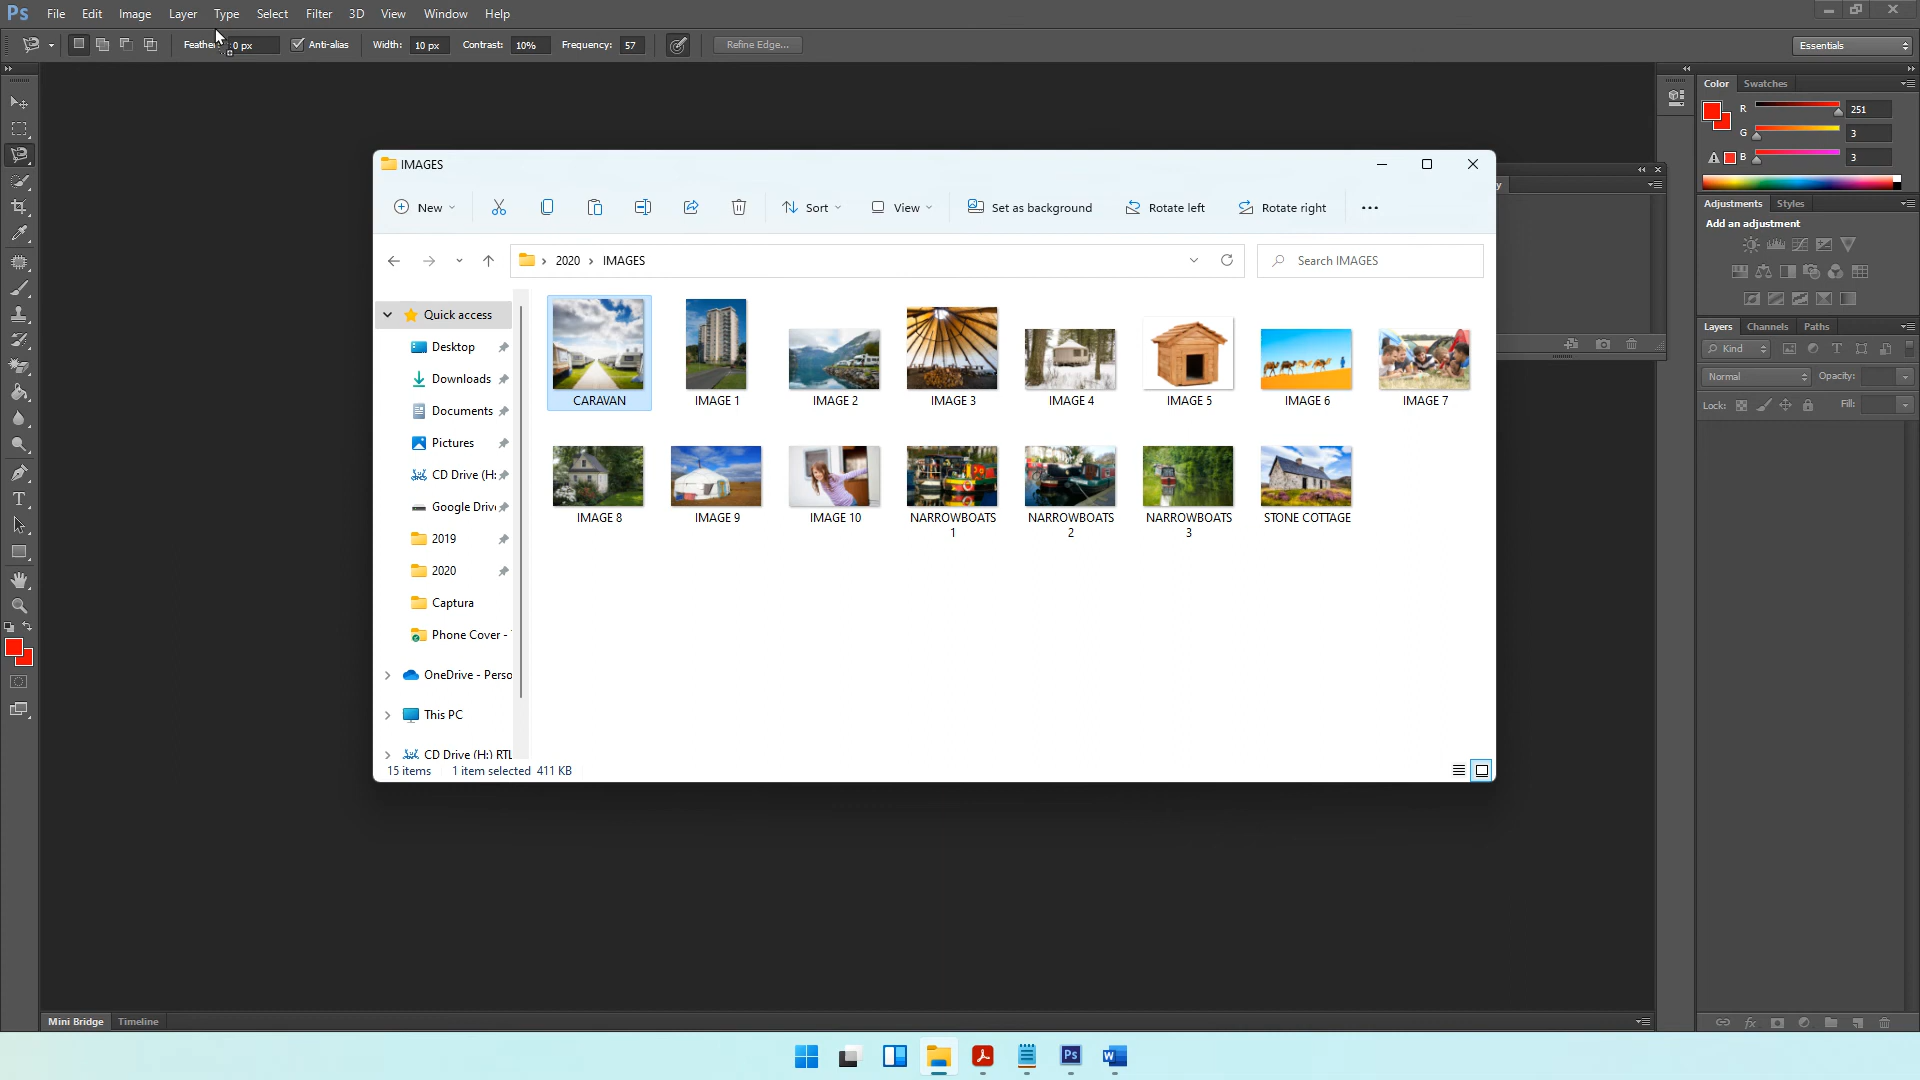 Ps File Edit Image Layer Type Select Filter 3D View Window Help
Feather: 0 px Anti-alias Width: 10 px Contrast: 10% Frequency: 57 Refine Edge... Essentials
Color Swatches
R 251
G 3
B 3
Adjustments Styles
Add an adjustment
Layers Channels Paths
Kind
Normal Opacity:
Lock: Fill:
IMAGES
New Sort View Set as background Rotate left Rotate right
2020 IMAGES Search IMAGES
Quick access
Desktop
Downloads
Documents
Pictures
CD Drive (H:
Google Driv
2019
2020
Captura
Phone Cover -
OneDrive - Perso
This PC
CD Drive (H:) RTL
CARAVAN IMAGE 1 IMAGE 2 IMAGE 3 IMAGE 4 IMAGE 5 IMAGE 6 IMAGE 7
IMAGE 8 IMAGE 9 IMAGE 10 NARROWBOATS 1 NARROWBOATS 2 NARROWBOATS 3 STONE COTTAGE
15 items 1 item selected 411 KB
Mini Bridge Timeline
Ps W